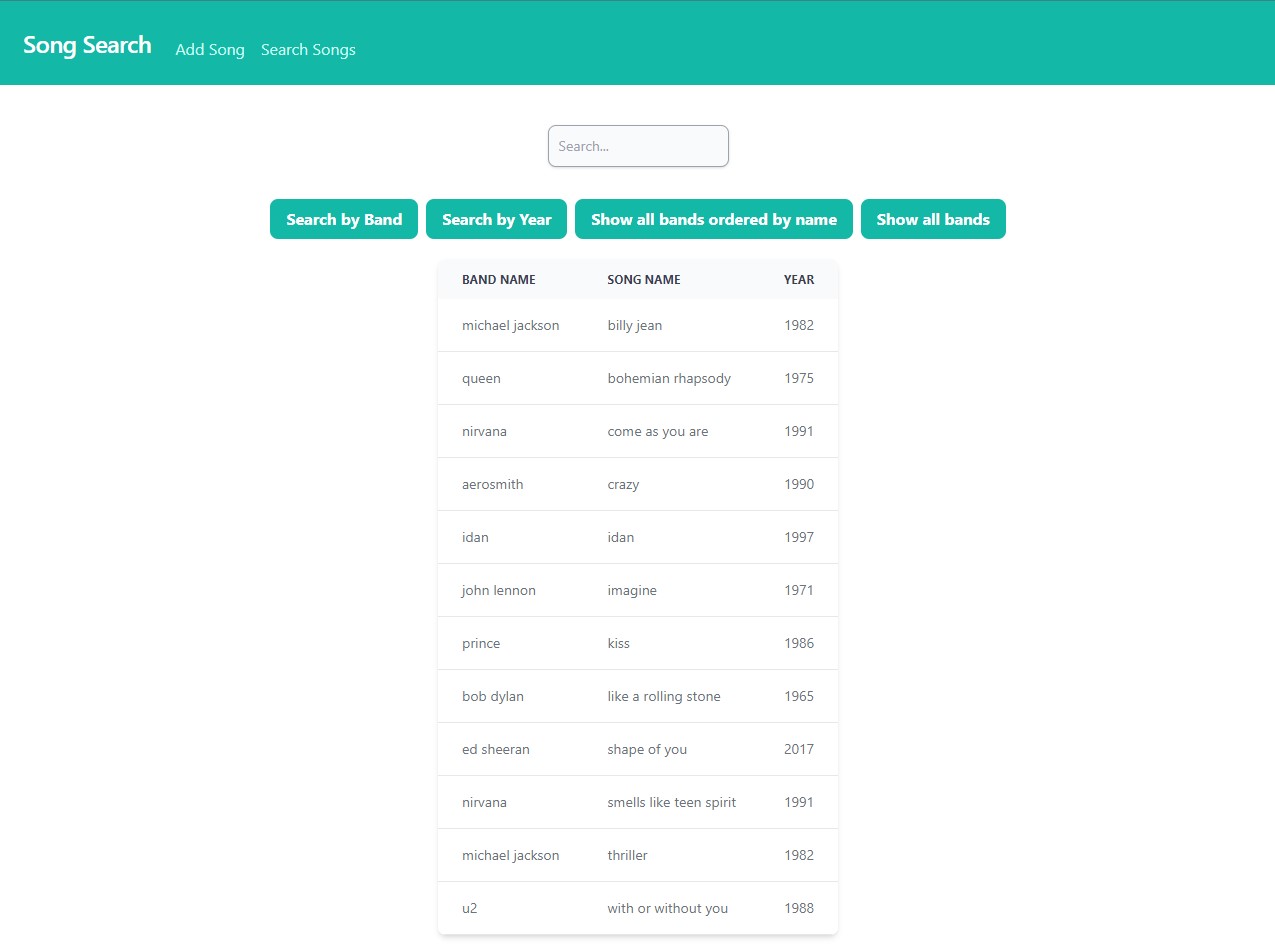 Song Search Add Song Search Songs
Search...
Search by Band Search by Year Show all bands ordered by name Show all bands
BAND NAME SONG NAME YEAR
michael jackson billy jean 1982
queen bohemian rhapsody 1975
nirvana come as you are 1991
aerosmith crazy 1990
idan idan 1997
john lennon imagine 1971
prince kiss 1986
bob dylan like a rolling stone 1965
ed sheeran shape of you 2017
nirvana smells like teen spirit 1991
michael jackson thriller 1982
u2 with or without you 1988